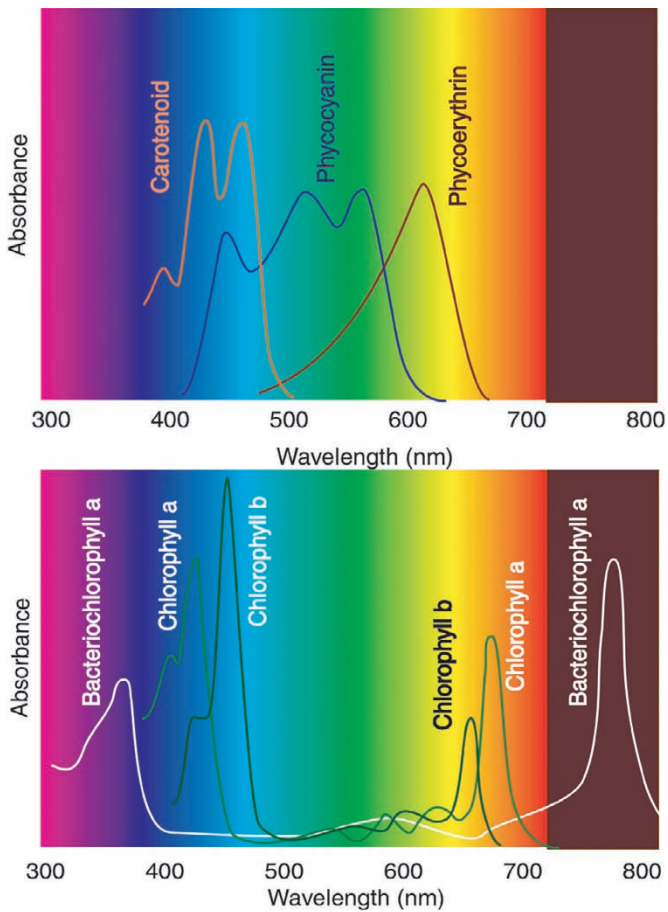 Absorbance
Carotenoid
Phycocyanin
Phycoerythrin
300 400 500 600 700 800
Wavelength (nm)
Absorbance
Bacteriochlorophyll a
Chlorophyll a
Chlorophyll b
Chlorophyll b
Chlorophyll a
Bacteriochlorophyll a
300 400 500 600 700 800
Wavelength (nm)